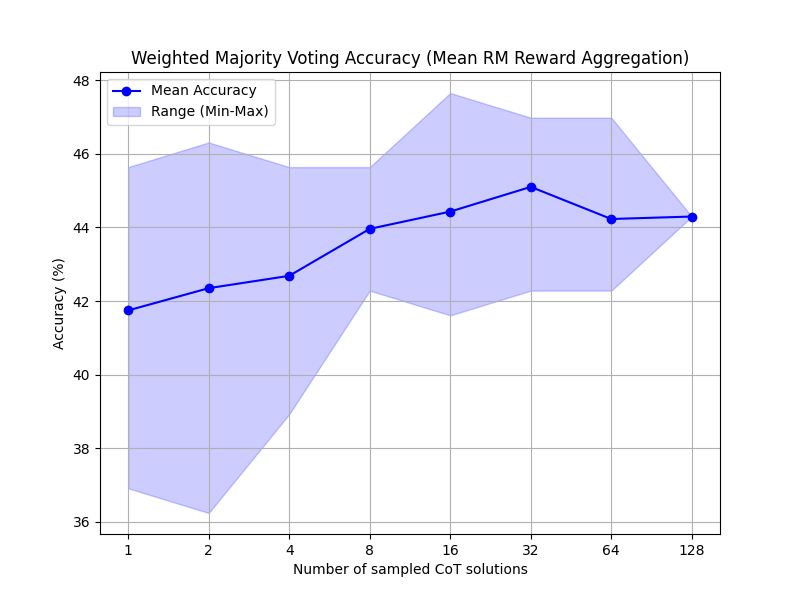 Weighted Majority Voting Accuracy (Mean RM Reward Aggregation)
Mean Accuracy
Range (Min-Max)
48
46
44
42
40
38
36
Accuracy (%)
1 2 4 8 16 32 64 128
Number of sampled CoT solutions